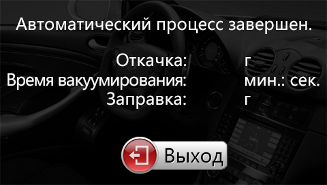 Автоматический процесс завершен.
Откачка: г
Время вакуумирования: мин.: сек.
Заправка: г
Выход